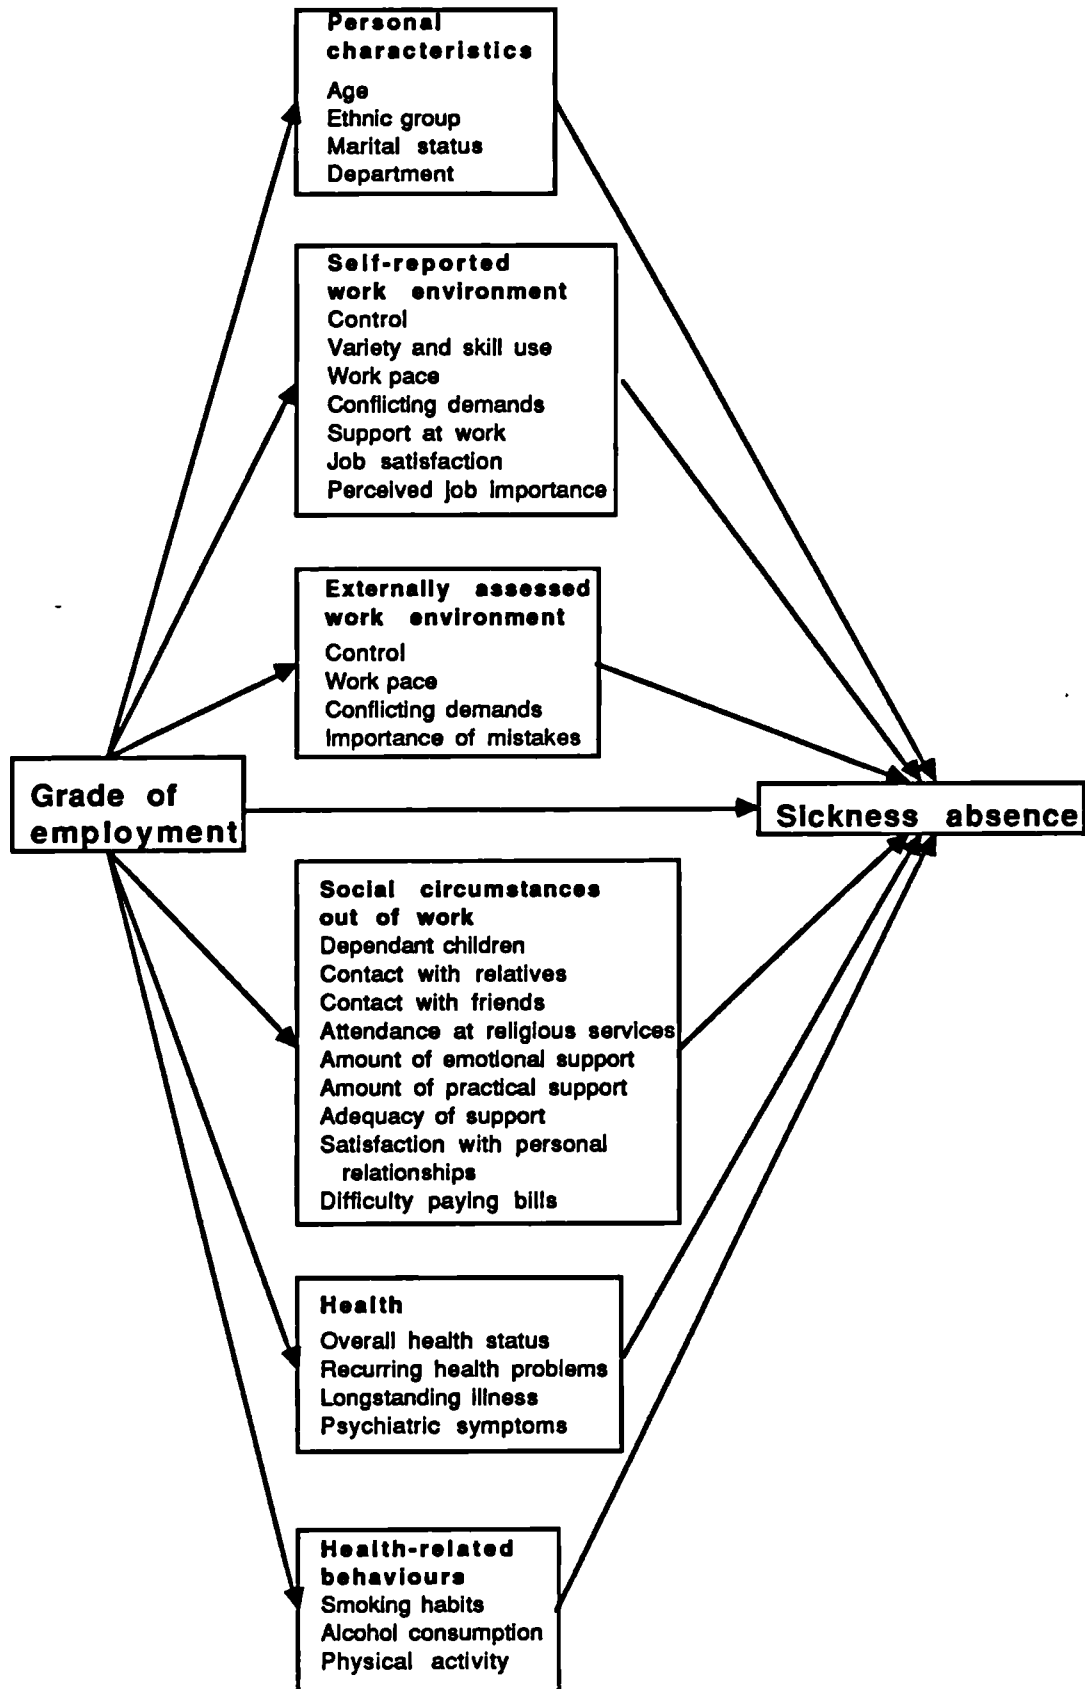 Personal
characteristics
Age
Ethnic group
Marital status
Department
Self-reported
work environment
Control
Variety and skill use
Work pace
Conflicting demands
Support at work
Job satisfaction
Perceived job importance
Externally assessed
work environment
Control
Work pace
Conflicting demands
Importance of mistakes
Grade of
employment
Sickness absence
Social circumstances
out of work
Dependant children
Contact with relatives
Contact with friends
Attendance at religious services
Amount of emotional support
Amount of practical support
Adequacy of support
Satisfaction with personal
relationships
Difficulty paying bills
Health
Overall health status
Recurring health problems
Longstanding illness
Psychiatric symptoms
Health-related
behaviours
Smoking habits
Alcohol consumption
Physical activity